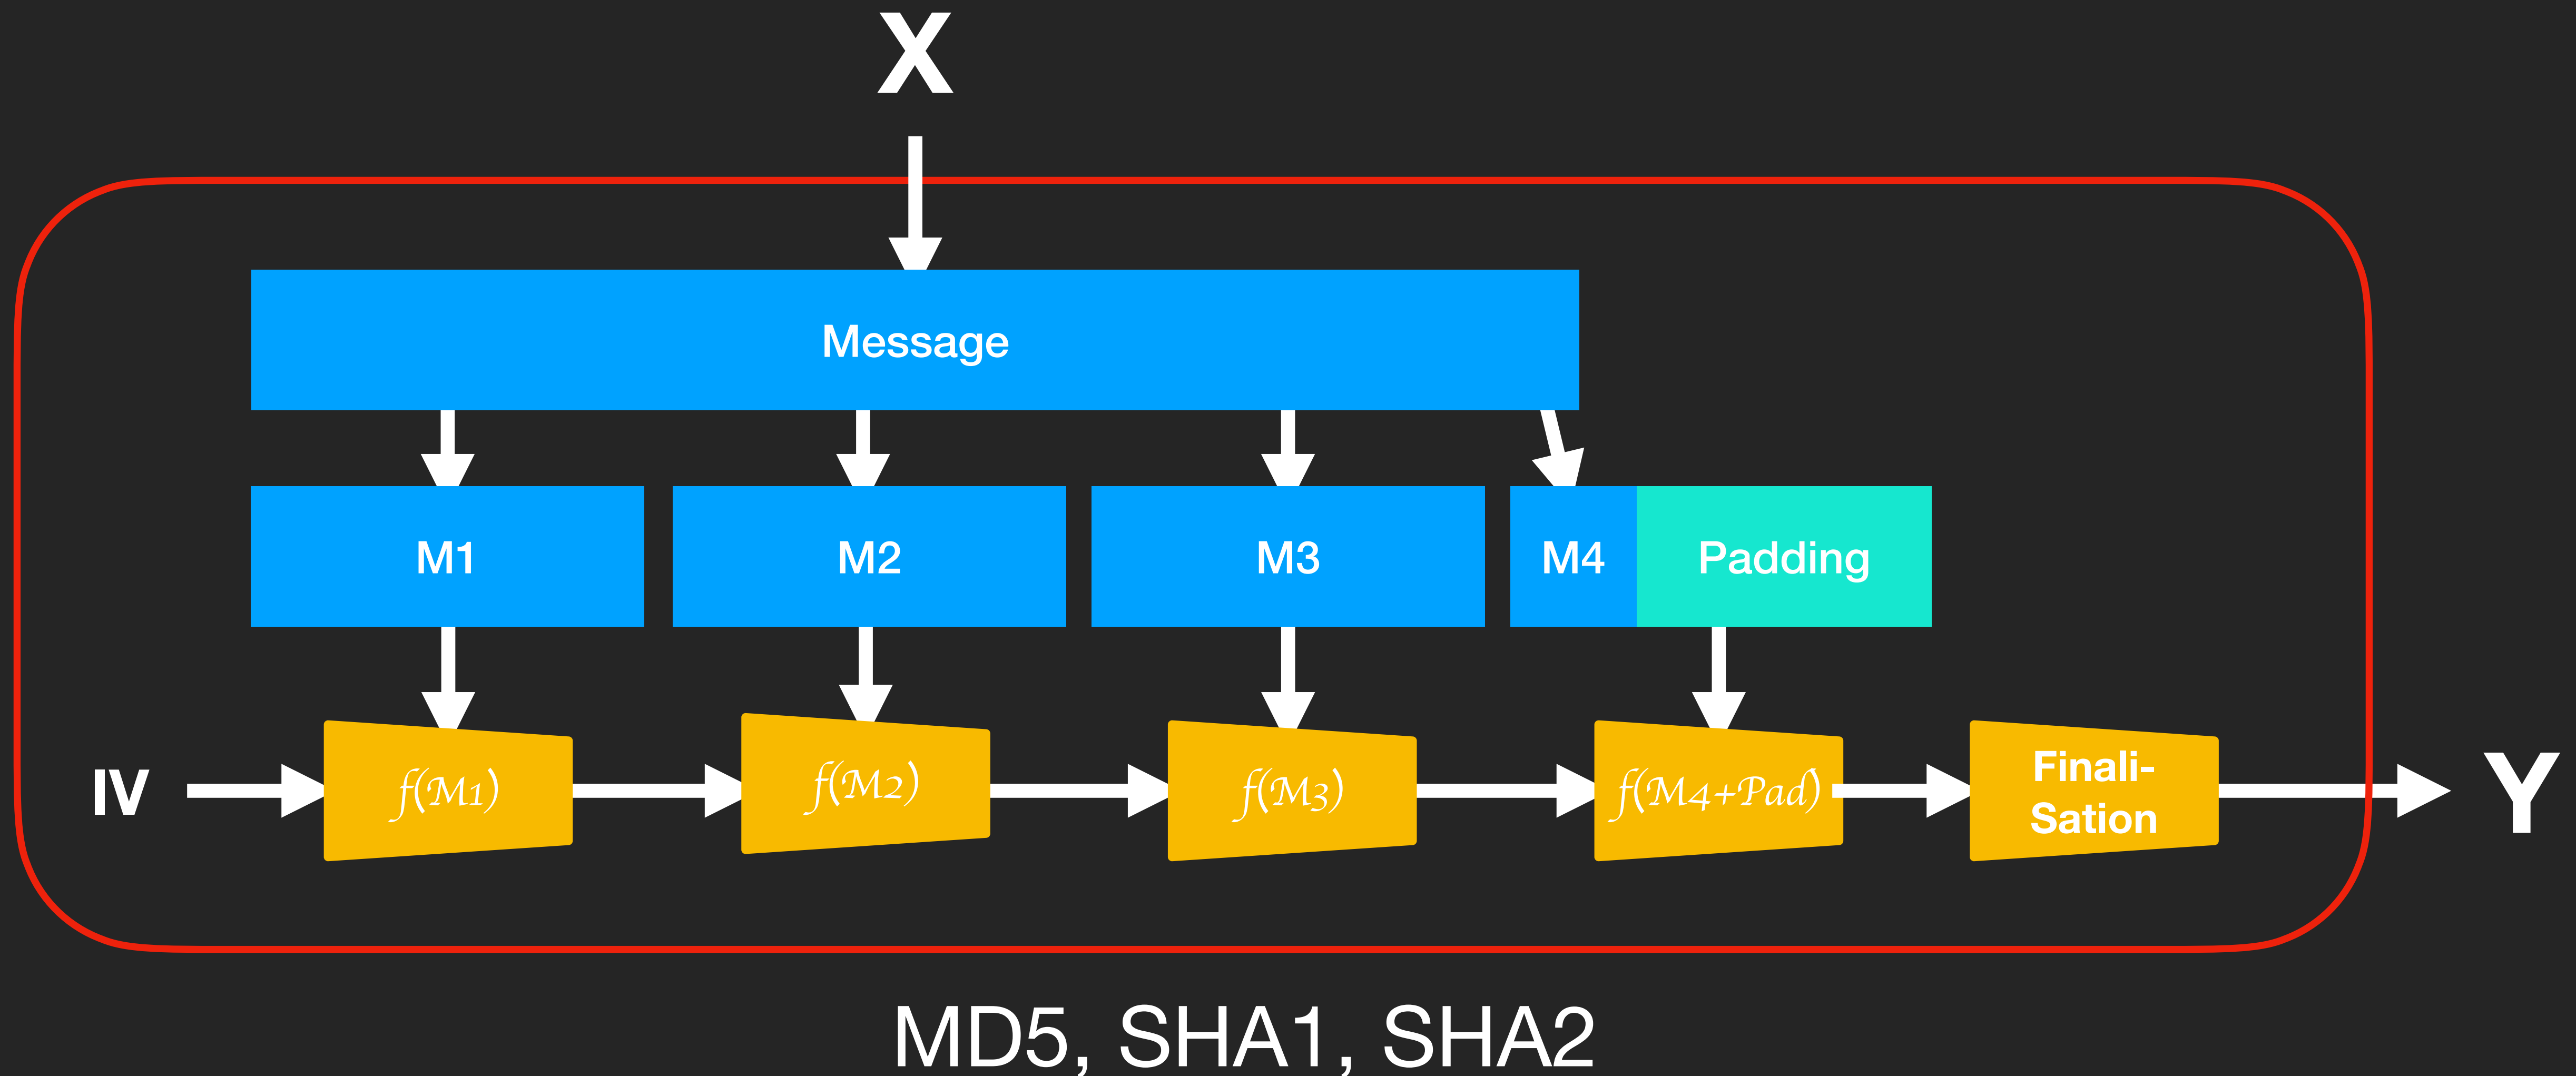 X
Message
M1
M2
M3
M4
Padding
IV
f(M1)
f(M2)
f(M3)
f(M4+Pad)
Finali-
Sation
Y
MD5, SHA1, SHA2